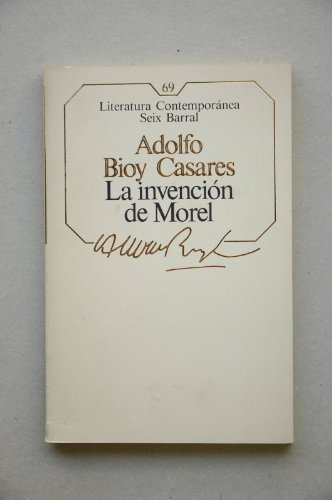 69
Literatura Contemporánea
Seix Barral
Adolfo
Bioy Casares
La invención
de Morel